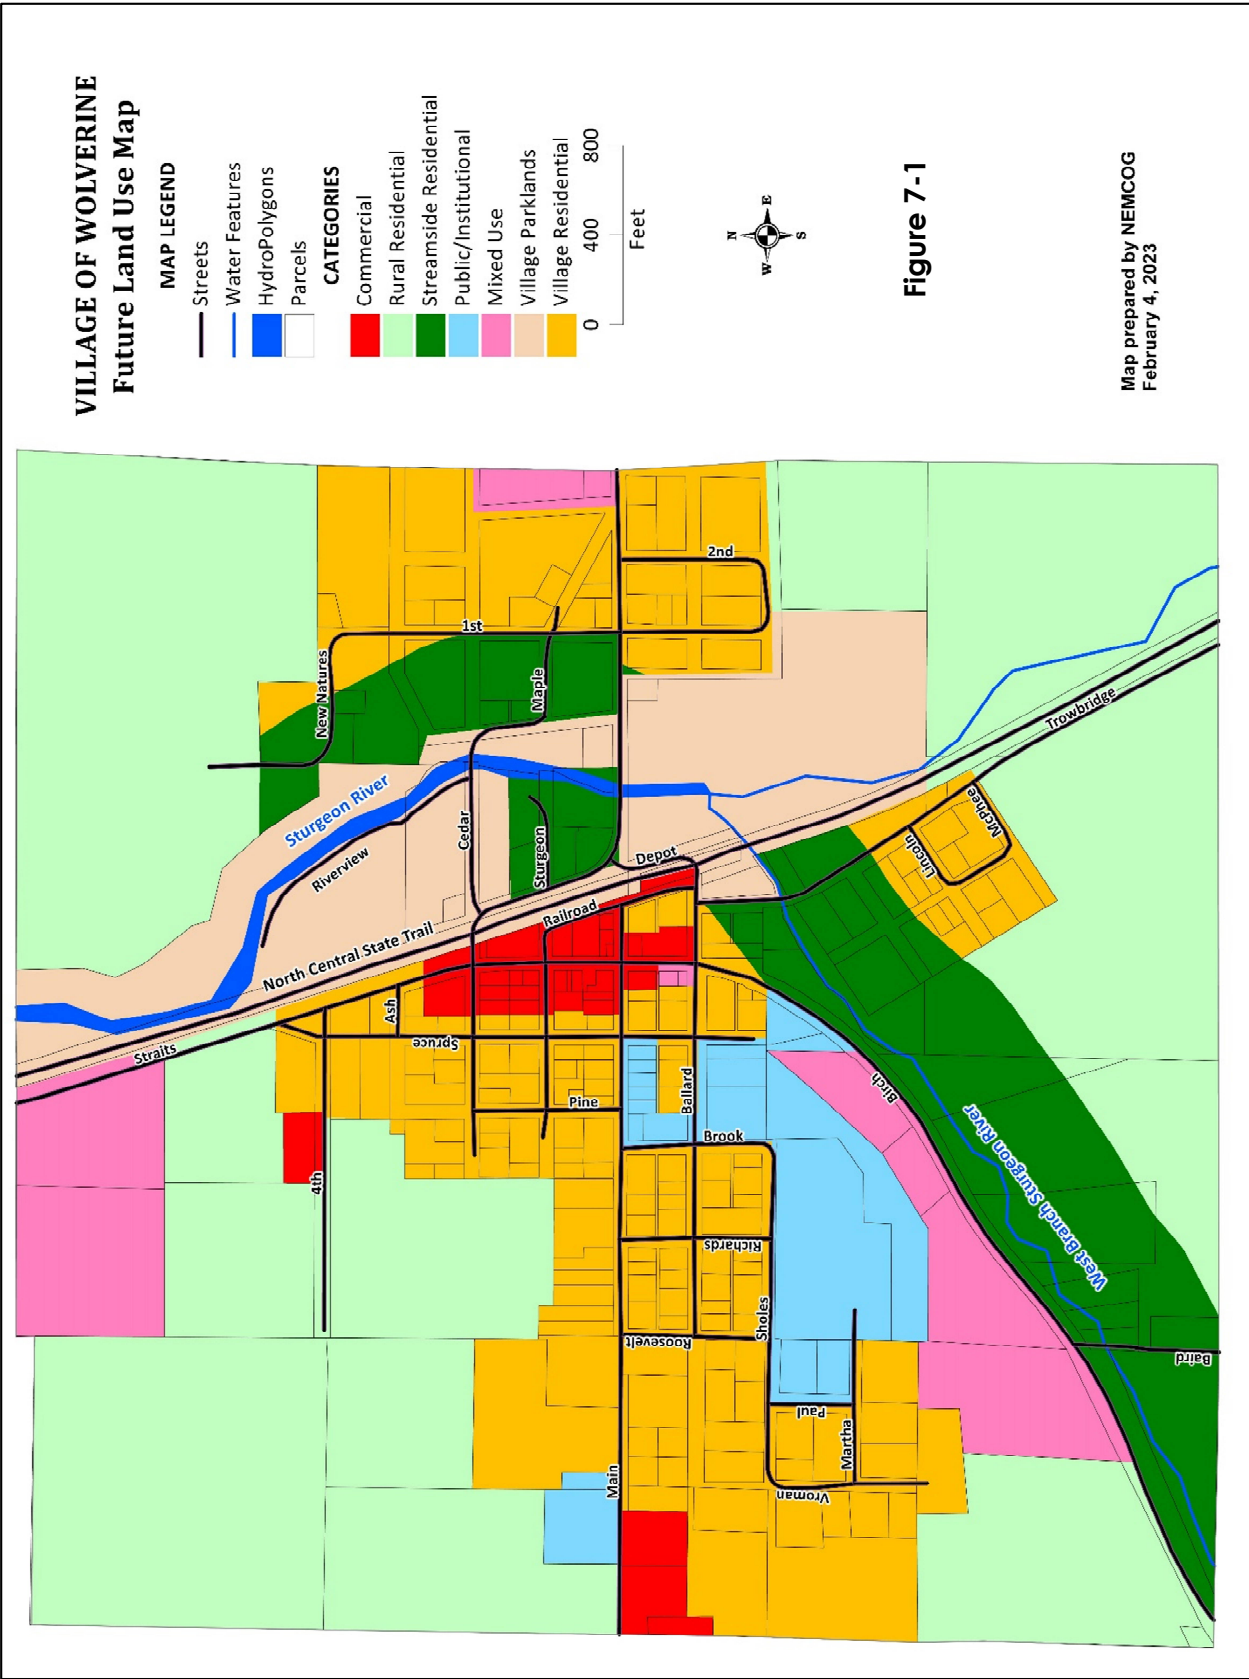 VILLAGE OF WOLVERINE
Future Land Use Map
MAP LEGEND
Streets
Water Features
HydroPolygons
Parcels
CATEGORIES
Commercial
Rural Residential
Streamside Residential
Public/Institutional
Mixed Use
Village Parklands
Village Residential
0 400 800
Feet
N
W E
S
Figure 7-1
Map prepared by NEMCOG
February 4, 2023
Straits
North Central State Trail
Sturgeon River
Riverview
New Natures
1st
Maple
2nd
Cedar
Sturgeon
Depot
Railroad
Ash
Spruce
Pine
4th
Ballard
Brook
Richards
Roosevelt
Sholes
Paul
Martha
Vroman
Main
Birch
West Branch Sturgeon River
Baird
Lincoln
McPhee
Trowbridge